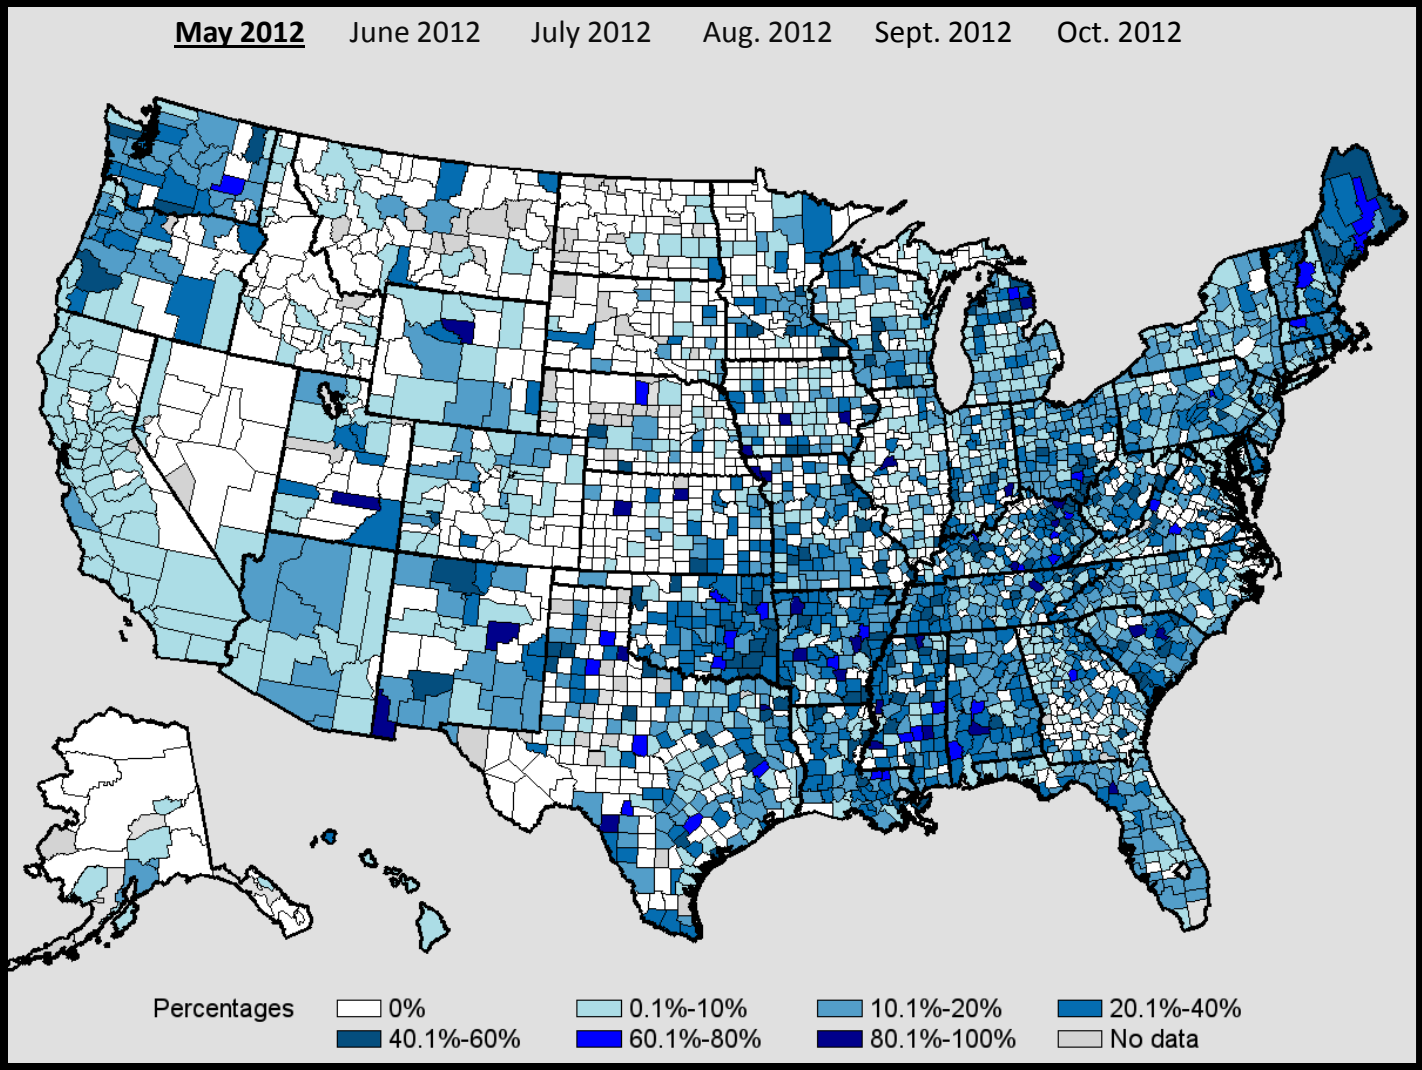 May 2012 June 2012 July 2012 Aug. 2012 Sept. 2012 Oct. 2012
Percentages 0% 0.1%-10% 10.1%-20% 20.1%-40%
40.1%-60% 60.1%-80% 80.1%-100% No data